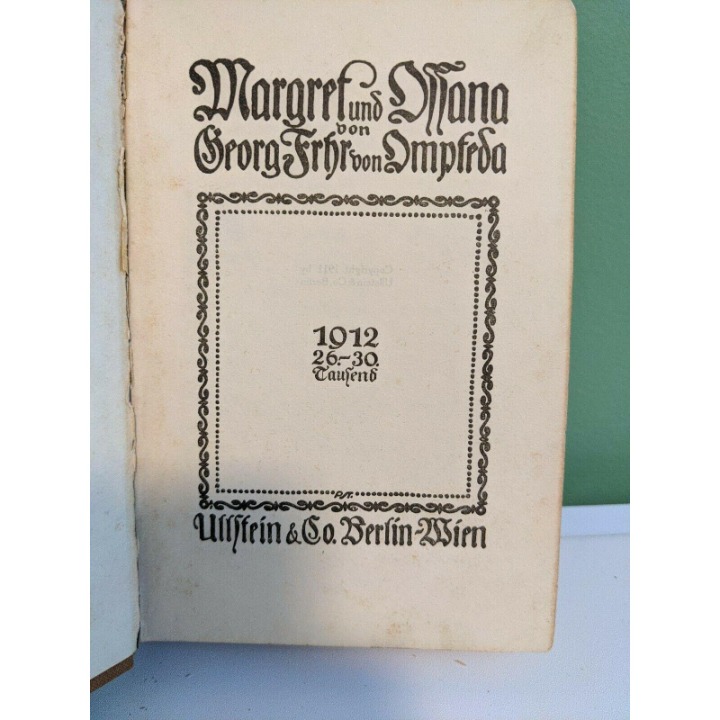 Margret und Ossana
von
Georg Frhr von Ompteda
1912
26.-30.
Tausend
Ullstein & Co. Berlin-Wien